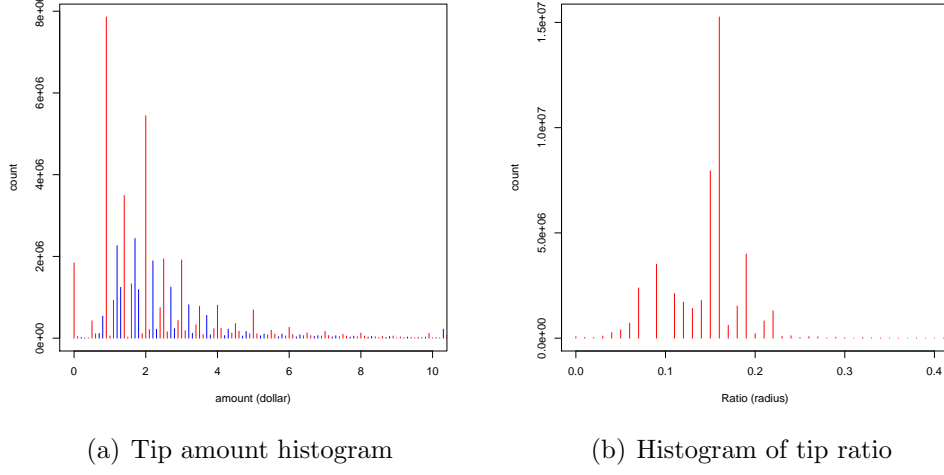 8e+06
6e+06
4e+06
2e+06
0e+00
count
0 2 4 6 8 10
amount (dollar)
(a) Tip amount histogram
1.5e+07
1.0e+07
5.0e+06
0.0e+00
count
0.0 0.1 0.2 0.3 0.4
Ratio (radius)
(b) Histogram of tip ratio